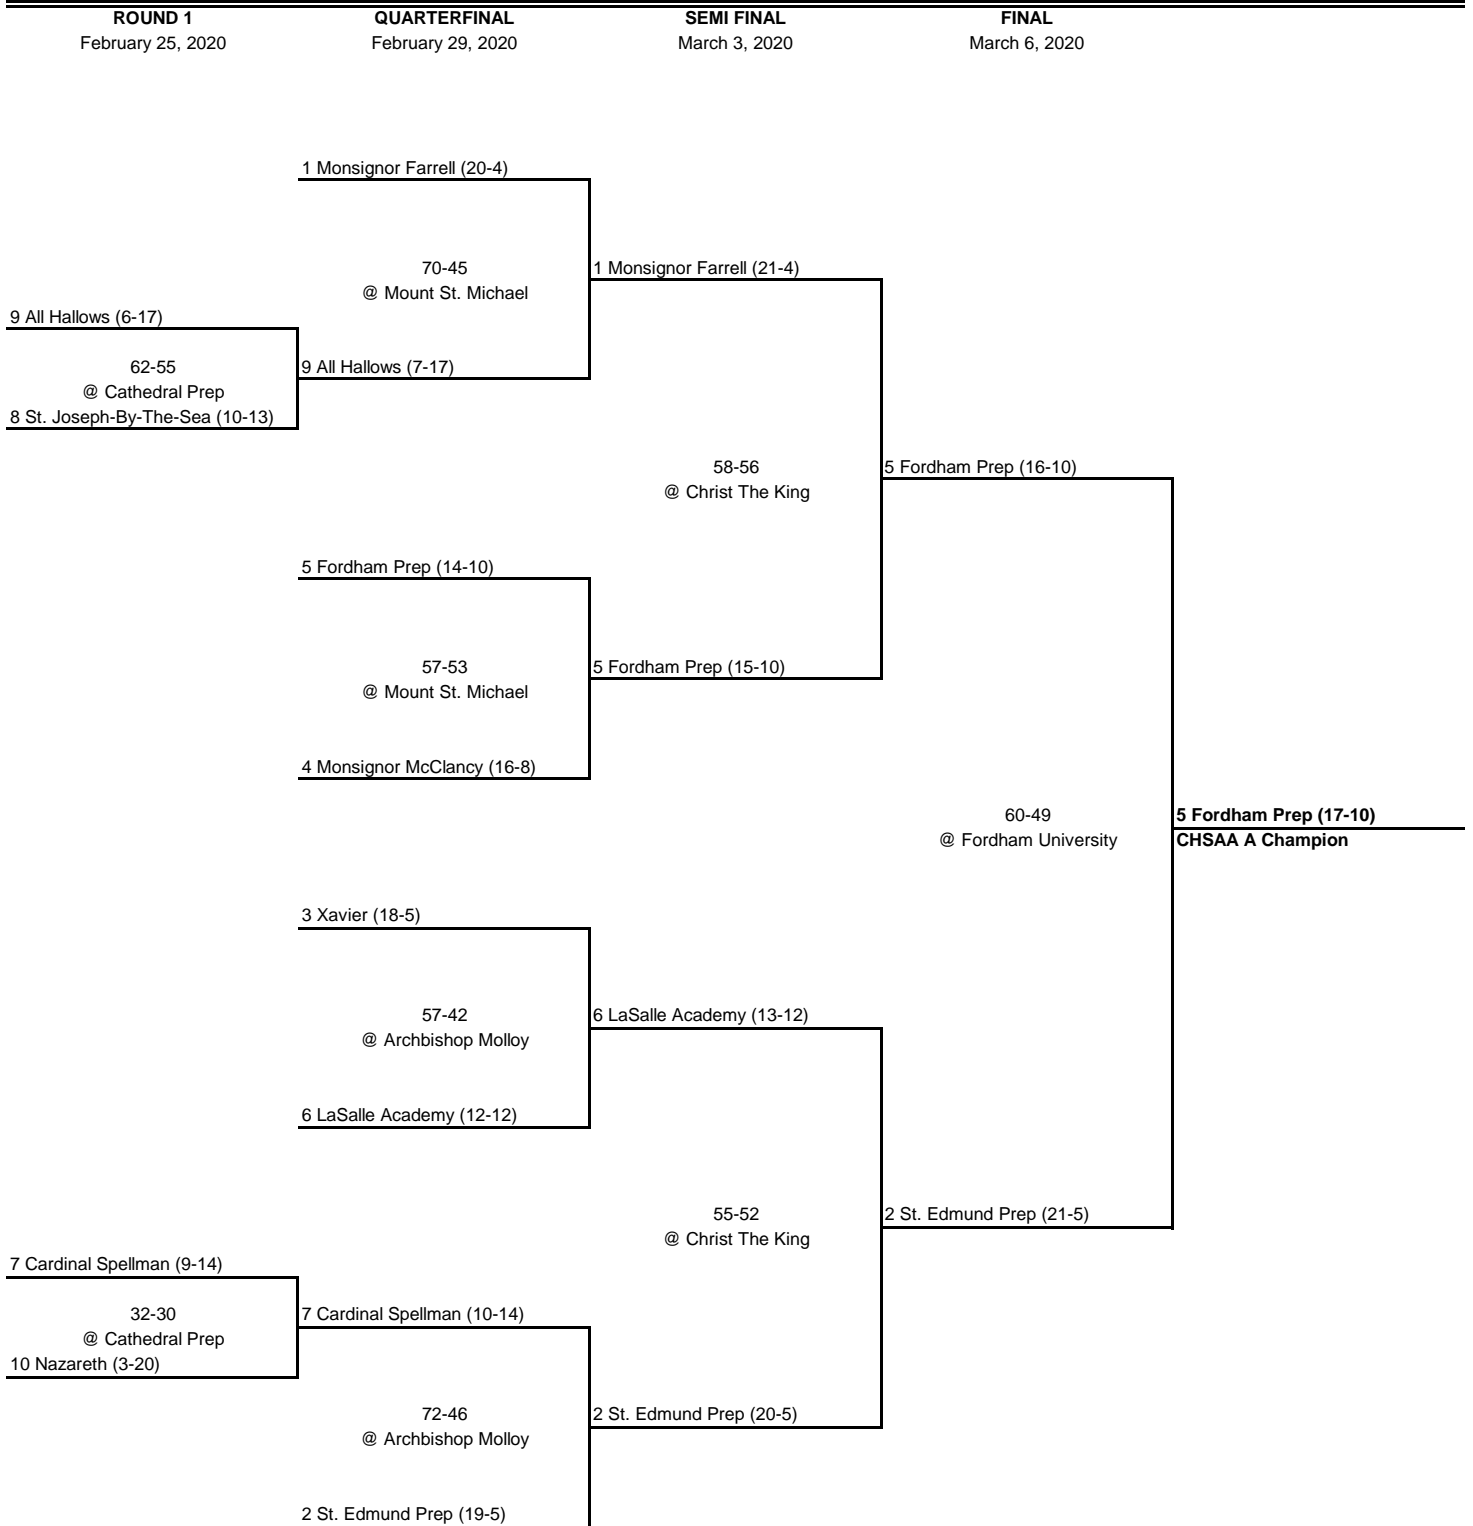 ROUND 1
February 25, 2020
QUARTERFINAL
February 29, 2020
SEMI FINAL
March 3, 2020
FINAL
March 6, 2020
1 Monsignor Farrell (20-4)
70-45
@ Mount St. Michael
1 Monsignor Farrell (21-4)
9 All Hallows (6-17)
62-55
@ Cathedral Prep
8 St. Joseph-By-The-Sea (10-13)
9 All Hallows (7-17)
58-56
@ Christ The King
5 Fordham Prep (16-10)
5 Fordham Prep (14-10)
57-53
@ Mount St. Michael
5 Fordham Prep (15-10)
4 Monsignor McClancy (16-8)
60-49
@ Fordham University
5 Fordham Prep (17-10)
CHSAA A Champion
3 Xavier (18-5)
57-42
@ Archbishop Molloy
6 LaSalle Academy (13-12)
6 LaSalle Academy (12-12)
55-52
@ Christ The King
2 St. Edmund Prep (21-5)
7 Cardinal Spellman (9-14)
32-30
@ Cathedral Prep
10 Nazareth (3-20)
7 Cardinal Spellman (10-14)
72-46
@ Archbishop Molloy
2 St. Edmund Prep (20-5)
2 St. Edmund Prep (19-5)